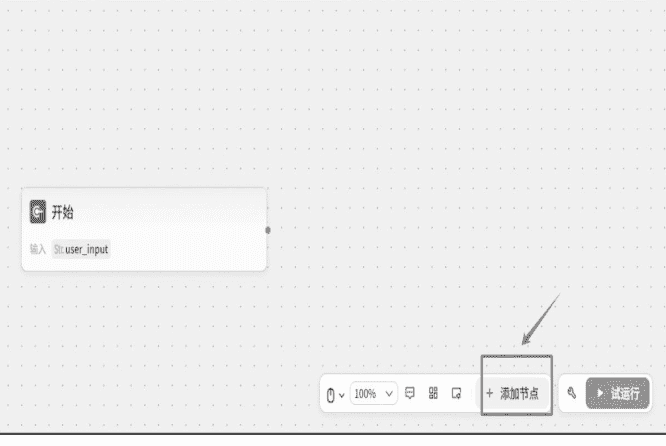 开始
输入 Str. user_input
100% + 添加节点 试运行